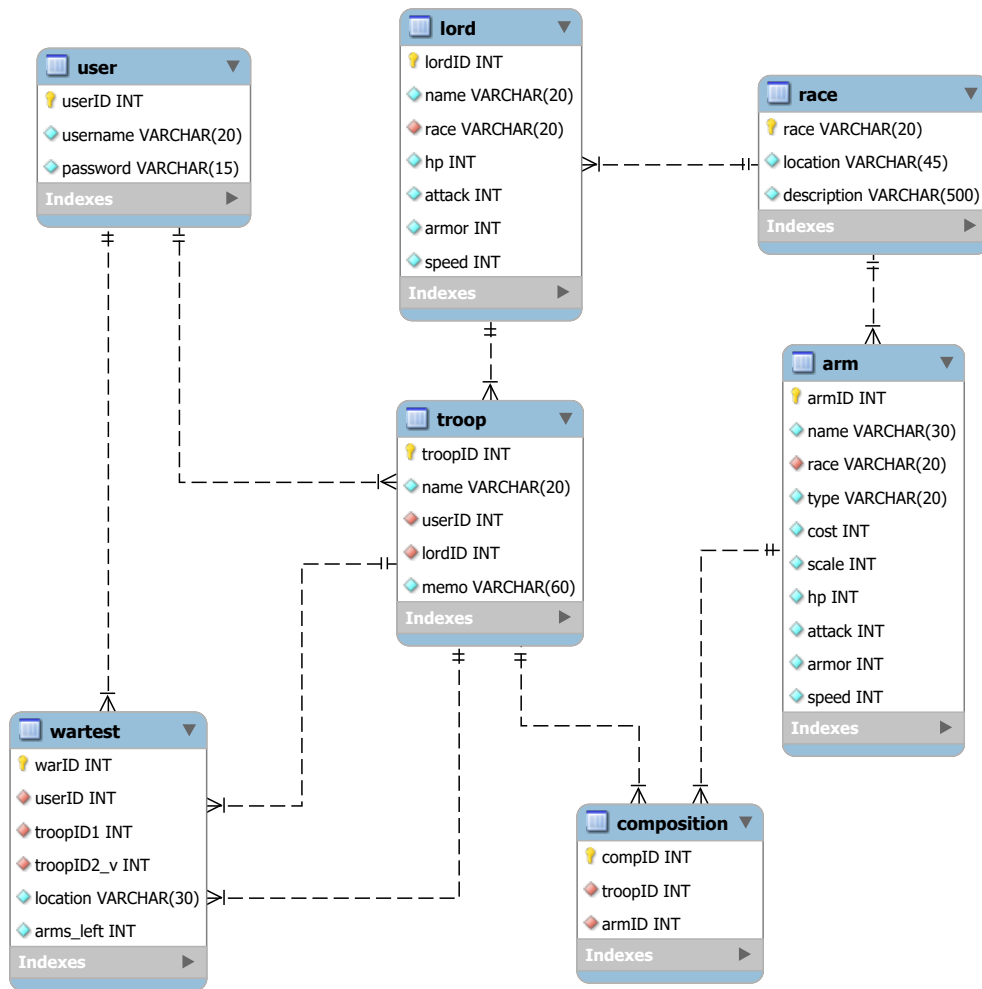 user
userID INT
username VARCHAR(20)
password VARCHAR(15)
Indexes
lord
lordID INT
name VARCHAR(20)
race VARCHAR(20)
hp INT
attack INT
armor INT
speed INT
Indexes
race
race VARCHAR(20)
location VARCHAR(45)
description VARCHAR(500)
Indexes
arm
armID INT
name VARCHAR(30)
race VARCHAR(20)
type VARCHAR(20)
cost INT
scale INT
hp INT
attack INT
armor INT
speed INT
Indexes
troop
troopID INT
name VARCHAR(20)
userID INT
lordID INT
memo VARCHAR(60)
Indexes
wartest
warID INT
userID INT
troopID1 INT
troopID2_v INT
location VARCHAR(30)
arms_left INT
Indexes
composition
compID INT
troopID INT
armID INT
Indexes